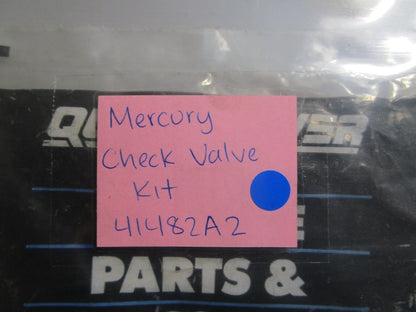 Mercury
Check Valve
Kit
41482A2
PARTS &